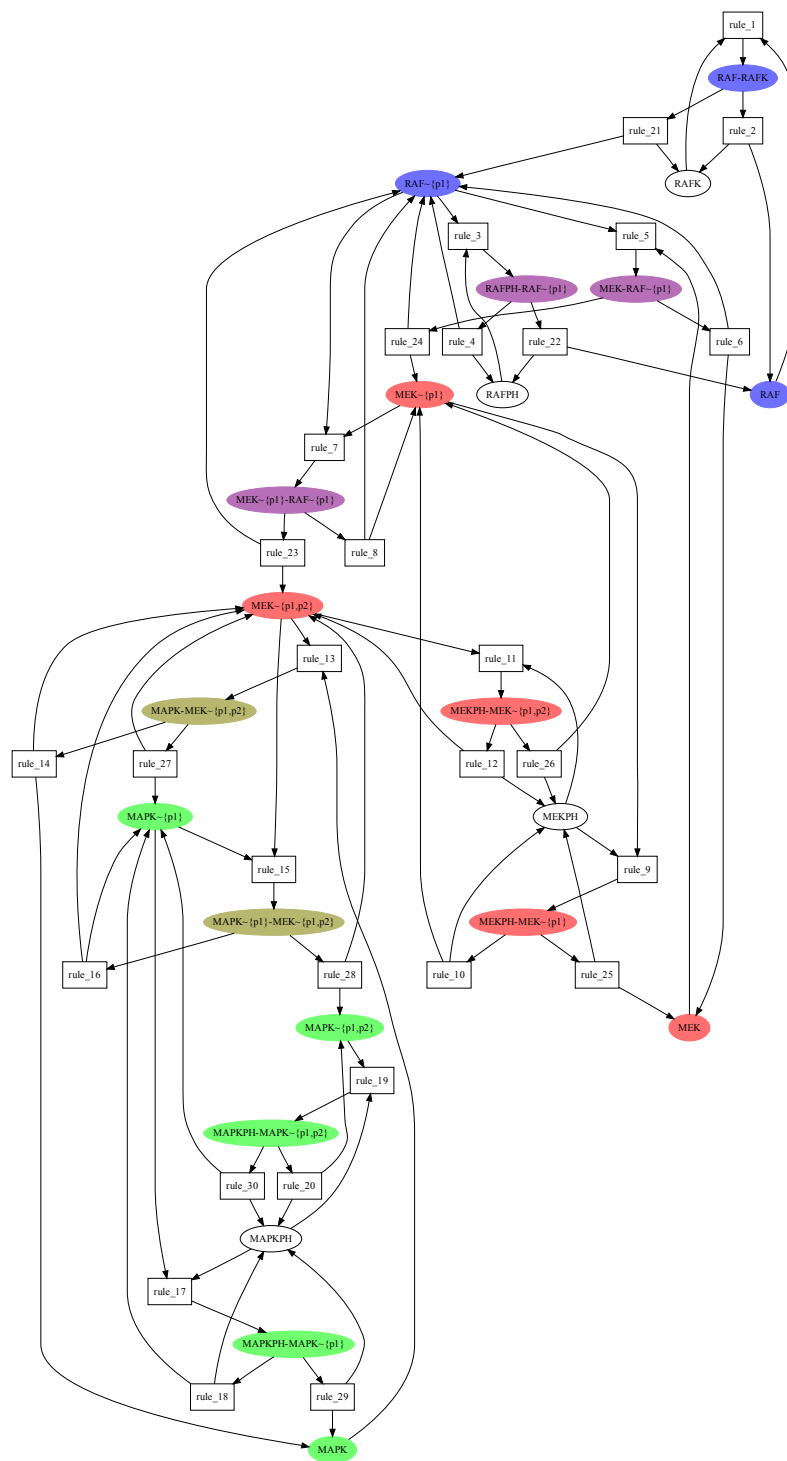 rule_1
RAF-RAFK
rule_21
rule_2
RAF~{p1}
RAFK
rule_3
rule_5
RAFPH-RAF~{p1}
MEK-RAF~{p1}
rule_24
rule_4
rule_22
rule_6
MEK~{p1}
RAFPH
RAF
rule_7
MEK~{p1}-RAF~{p1}
rule_23
rule_8
MEK~{p1,p2}
rule_13
rule_11
MAPK-MEK~{p1,p2}
MEKPH-MEK~{p1,p2}
rule_14
rule_27
rule_12
rule_26
MAPK~{p1}
MEKPH
rule_15
rule_9
MAPK~{p1}-MEK~{p1,p2}
MEKPH-MEK~{p1}
rule_16
rule_28
rule_10
rule_25
MAPK~{p1,p2}
MEK
rule_19
MAPKPH-MAPK~{p1,p2}
rule_30
rule_20
MAPKPH
rule_17
MAPKPH-MAPK~{p1}
rule_18
rule_29
MAPK